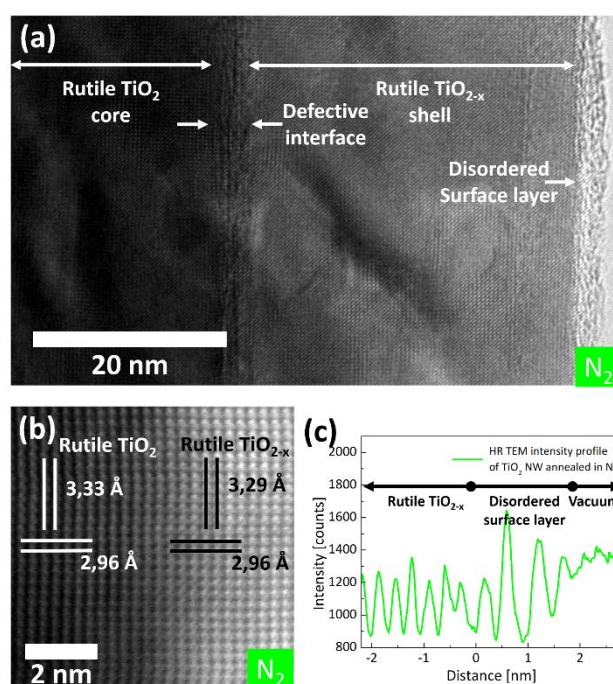 (a)
Rutile TiO₂
core
Defective
interface
Rutile TiO₂₋ₓ
shell
Disordered
Surface layer
20 nm
N₂
(b)
Rutile TiO₂
Rutile TiO₂₋ₓ
3,33 Å
3,29 Å
2,96 Å
2,96 Å
2 nm
N₂
(c)
HR TEM intensity profile
of TiO₂ NW annealed in N
Rutile TiO₂₋ₓ
Disordered
surface layer
Vacuum
2000
1800
1600
1400
1200
1000
800
Intensity [counts]
-2
-1
0
1
2
Distance [nm]